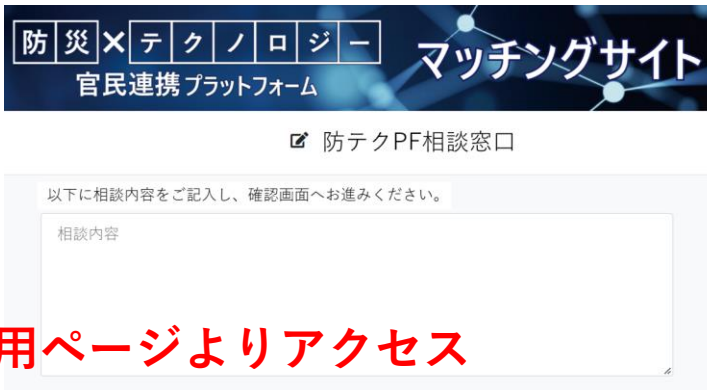 防災×テクノロジー
官民連携プラットフォーム
マッチングサイト
防テクPF相談窓口
以下に相談内容をご記入し、確認画面へお進みください。
相談内容
用ページよりアクセス